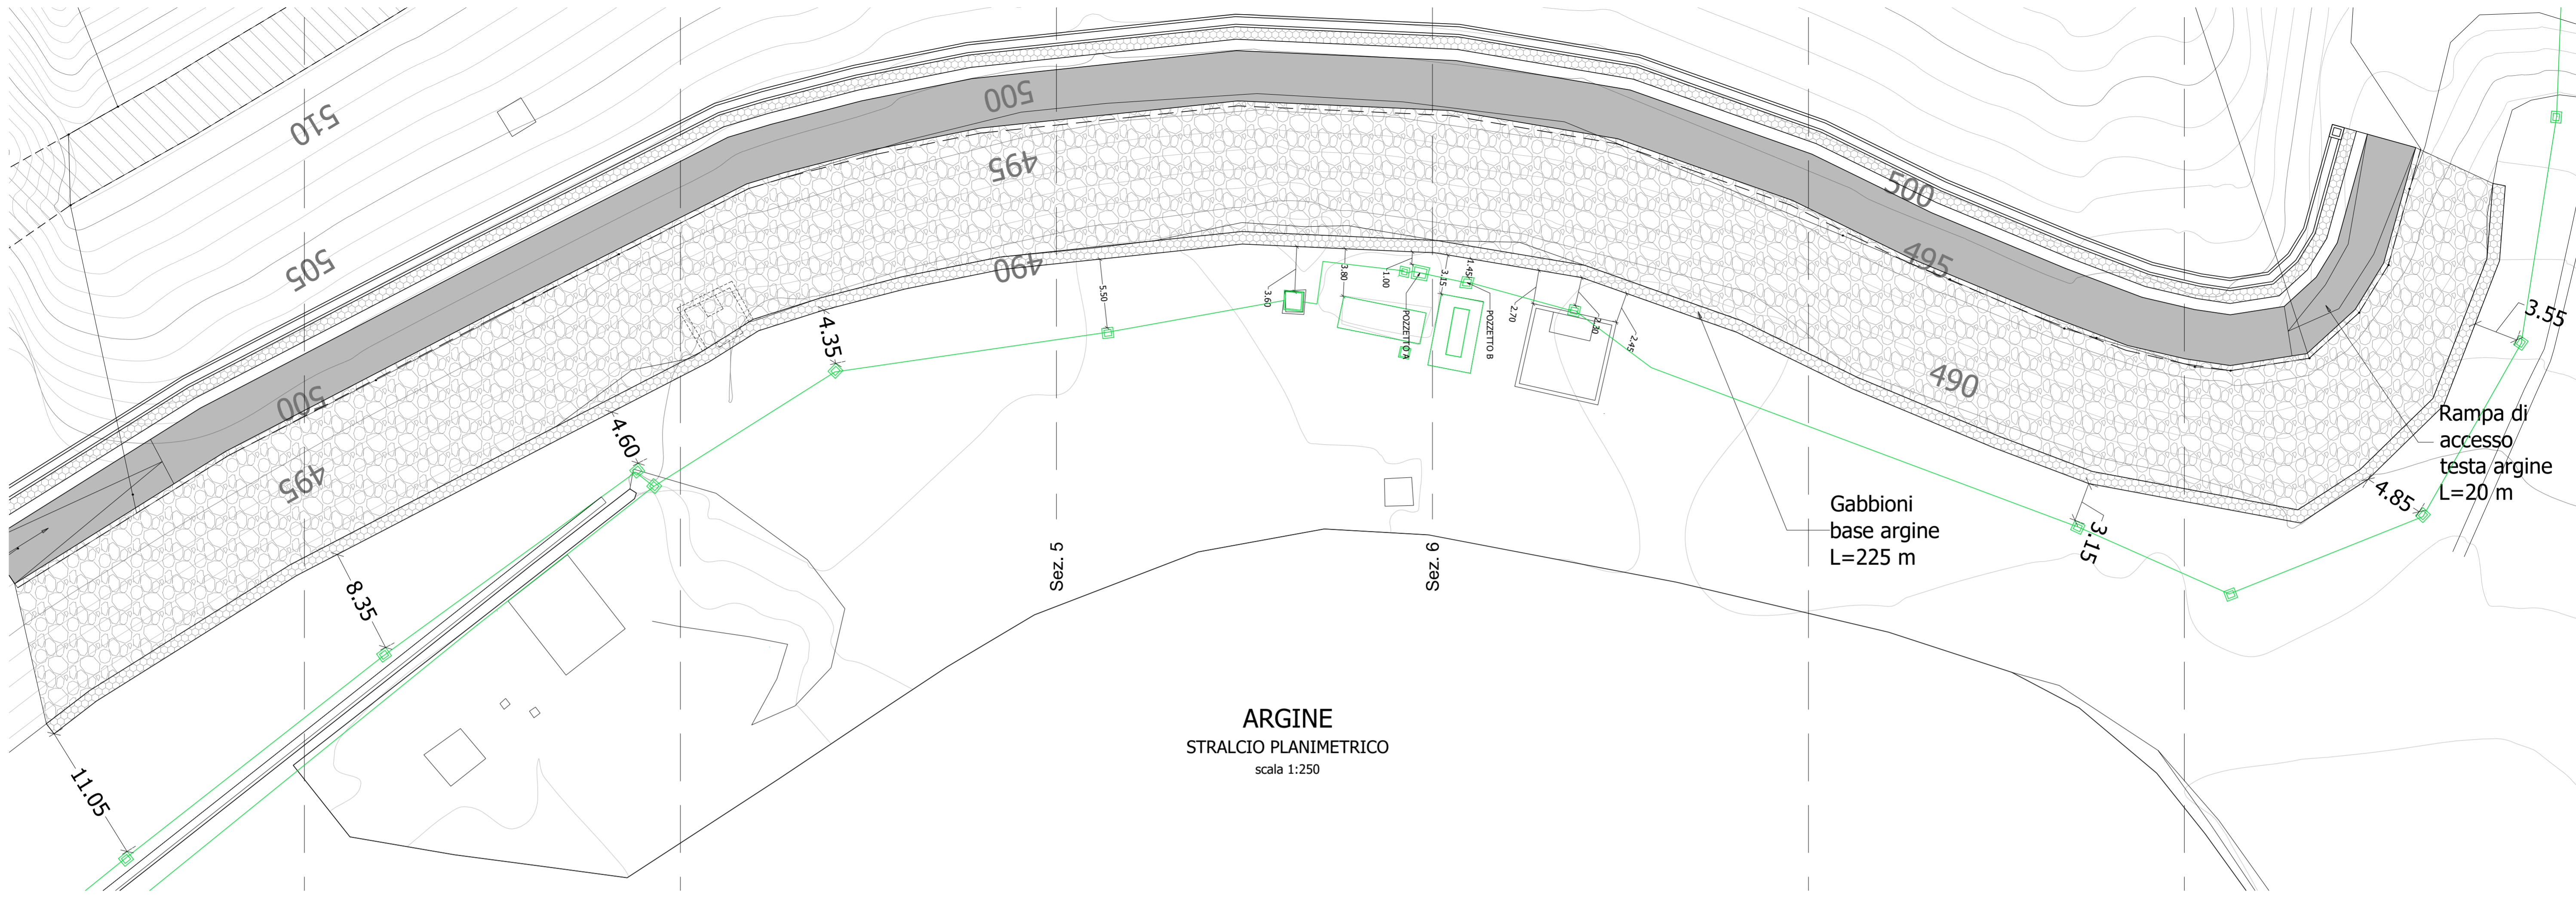 510
505
500
495
500
495
490
500
495
490
11.05
8.35
4.60
4.35
5.50
3.60
3.80
1.00
3.15
1.45
2.70
2.30
2.45
POZZETTO A
POZZETTO B
Sez. 5
Sez. 6
3.15
4.85
3.55
Gabbioni
base argine
L=225 m
Rampa di
accesso
testa argine
L=20 m
ARGINE
STRALCIO PLANIMETRICO
scala 1:250